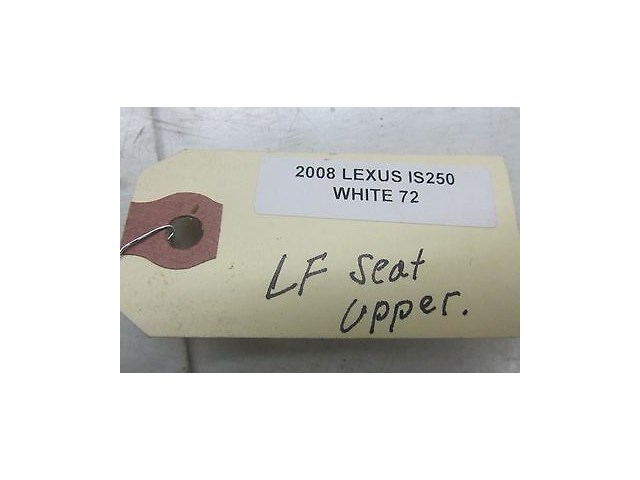 2008 LEXUS IS250
WHITE 72
LF seat
upper.